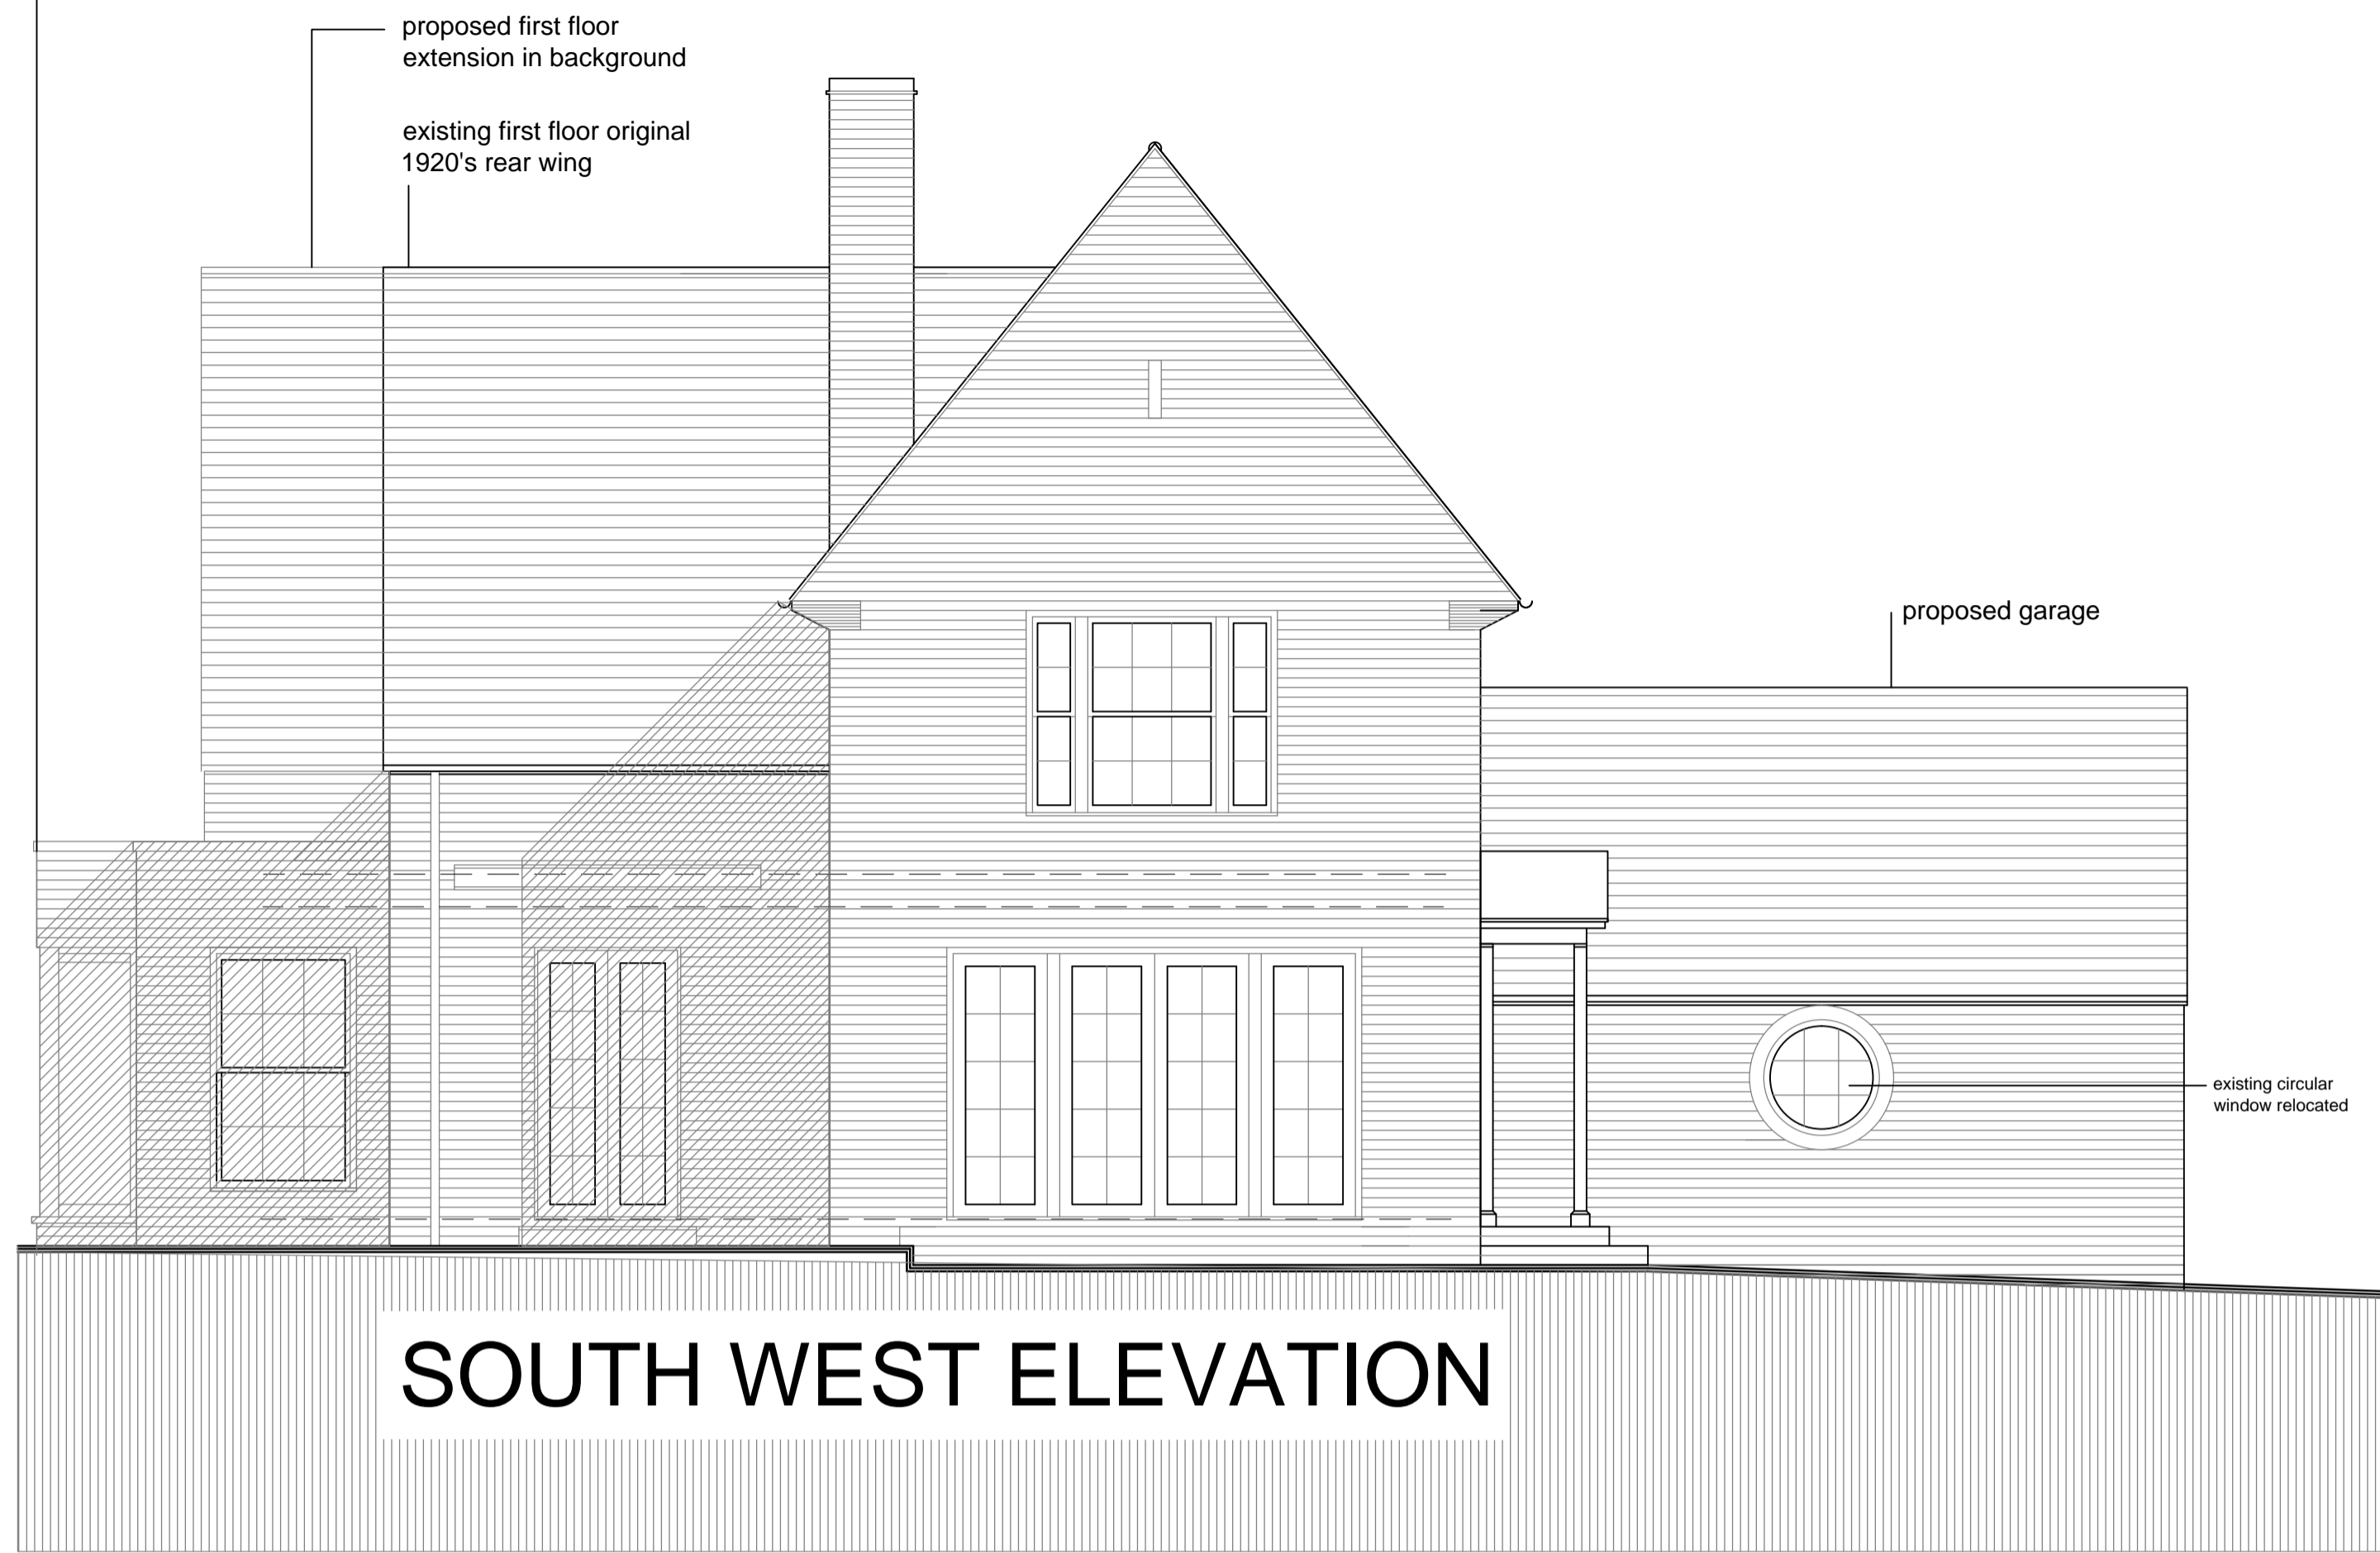 proposed first floor
extension in background
existing first floor original
1920's rear wing
proposed garage
existing circular
window relocated
SOUTH WEST ELEVATION